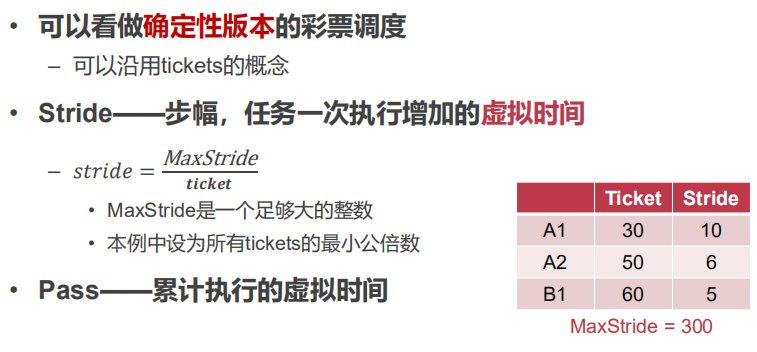 • 可以看做确定性版本的彩票调度
– 可以沿用tickets的概念
• Stride——步幅，任务一次执行增加的虚拟时间
– stride = MaxStride / ticket
• MaxStride是一个足够大的整数
• 本例中设为所有tickets的最小公倍数
• Pass——累计执行的虚拟时间
Ticket Stride
A1 30 10
A2 50 6
B1 60 5
MaxStride = 300